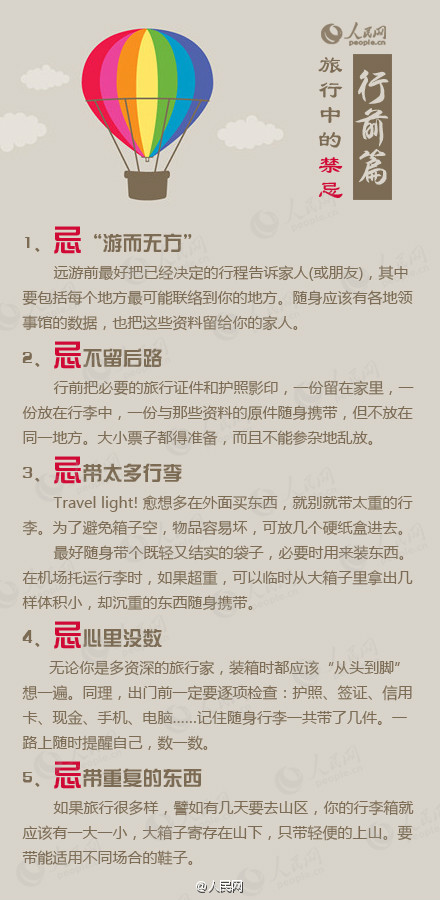 人民网
people.cn
旅行中的禁忌
行前篇
1、忌“游而无方”
远游前最好把已经决定的行程告诉家人(或朋友)，其中
要包括每个地方最可能联络到你的地方。随身应该有各地领
事馆的数据，也把这些资料留给你的家人。
2、忌不留后路
行前把必要的旅行证件和护照影印，一份留在家里，一
份放在行李中，一份与那些资料的原件随身携带，但不放在
同一地方。大小票子都得准备，而且不能参杂地乱放。
3、忌带太多行李
Travel light! 愈想多在外面买东西，就别就带太重的行
李。为了避免箱子空，物品容易坏，可放几个硬纸盒进去。
最好随身带个既轻又结实的袋子，必要时用来装东西。
在机场托运行李时，如果超重，可以临时从大箱子里拿出几
样体积小，却沉重的东西随身携带。
4、忌心里没数
无论你是多资深的旅行家，装箱时都应该“从头到脚”
想一遍。同理，出门前一定要逐项检查：护照、签证、信用
卡、现金、手机、电脑......记住随身行李一共带了几件。一
路上随时提醒自己，数一数。
5、忌带重复的东西
如果旅行很多样，譬如有几天要去山区，你的行李箱就
应该有一大一小，大箱子寄存在山下，只带轻便的上山。要
带能适用不同场合的鞋子。
@人民网